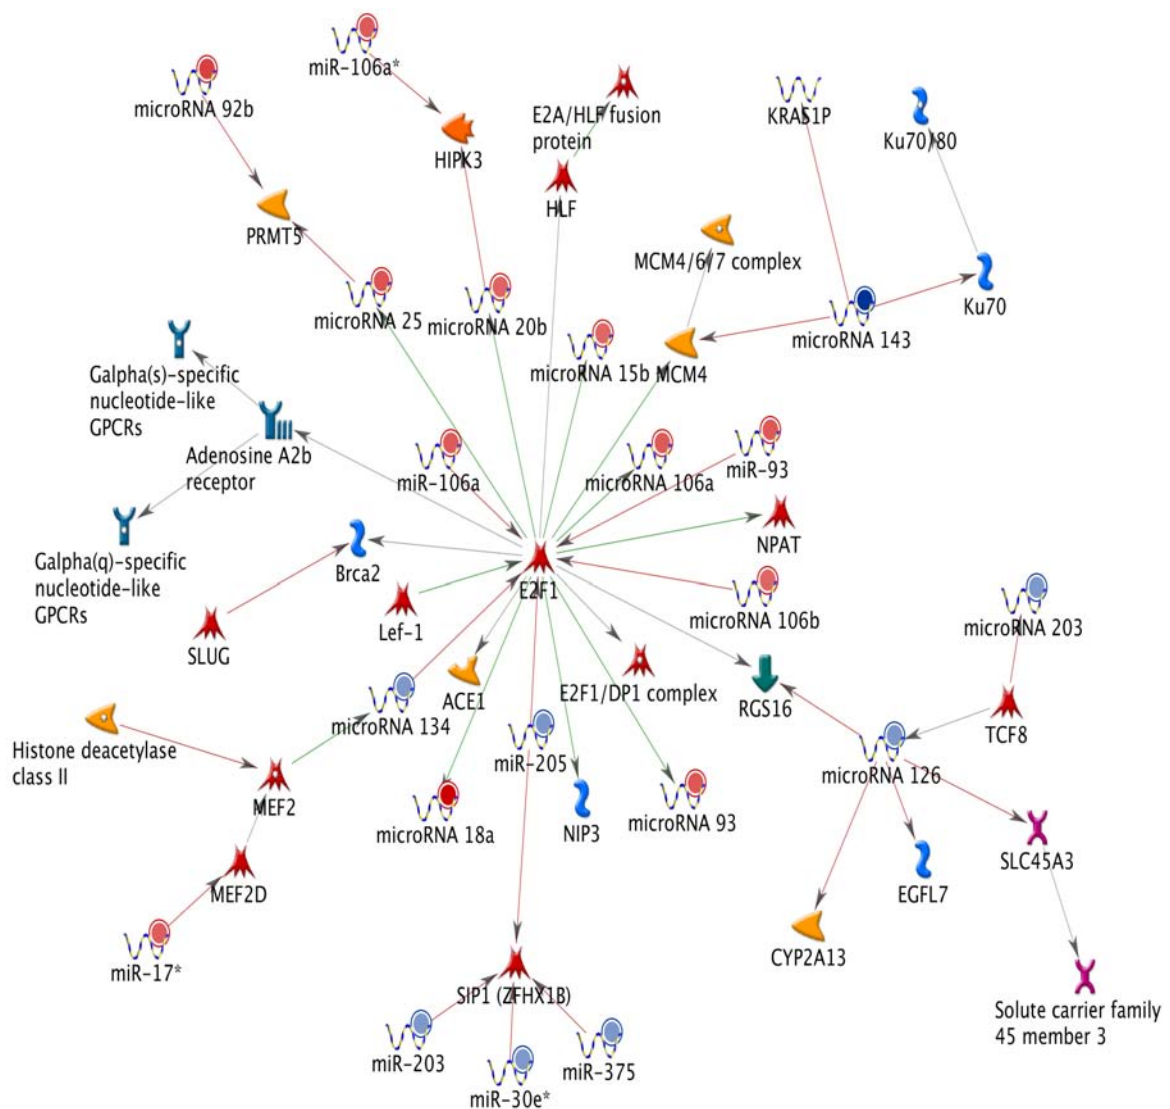 miR-106a*
microRNA 92b
E2A/HLF fusion
protein
KRAS1P
Ku70/80
HIPK3
HLF
PRMT5
MCM4/6/7 complex
Ku70
microRNA 25
microRNA 20b
microRNA 143
Galpha(s)-specific
nucleotide-like
GPCRs
microRNA 15b
MCM4
Adenosine A2b
receptor
miR-106a
microRNA 106a
miR-93
Galpha(q)-specific
nucleotide-like
GPCRs
Brca2
NPAT
E2F1
Lef-1
microRNA 106b
microRNA 203
SLUG
ACE1
E2F1/DP1 complex
RGS16
microRNA 134
TCF8
Histone deacetylase
class II
miR-205
microRNA 126
MEF2
microRNA 18a
NIP3
microRNA 93
SLC45A3
MEF2D
EGFL7
miR-17*
CYP2A13
SIP1 (ZFHX1B)
Solute carrier family
45 member 3
miR-203
miR-375
miR-30e*